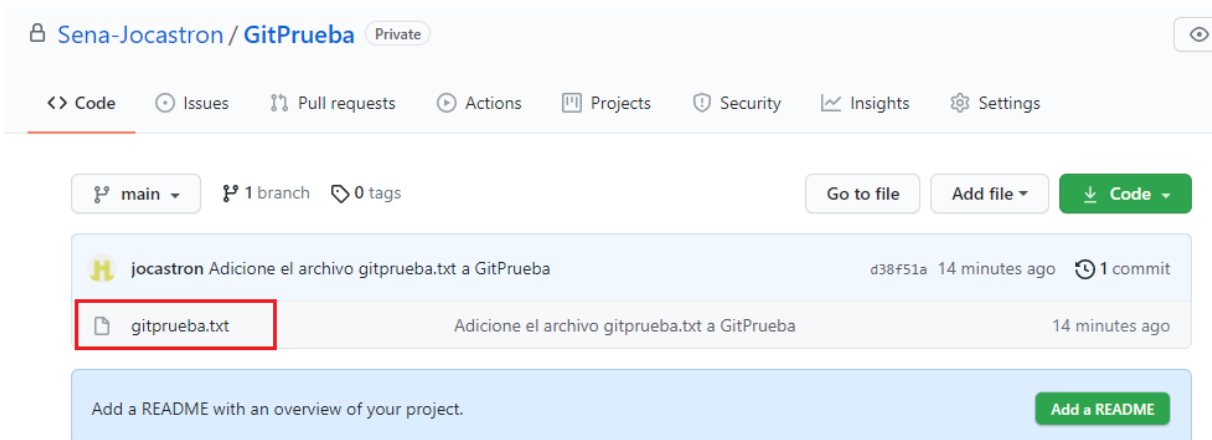 Sena-Jocastron / GitPrueba Private
<> Code Issues Pull requests Actions Projects Security Insights Settings
main 1 branch 0 tags Go to file Add file Code
jocastron Adicione el archivo gitprueba.txt a GitPrueba d38f51a 14 minutes ago 1 commit
gitprueba.txt Adicione el archivo gitprueba.txt a GitPrueba 14 minutes ago
Add a README with an overview of your project. Add a README